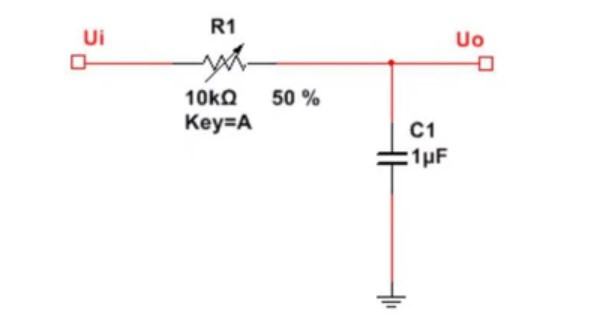 R1
Ui
Uo
10kΩ 50 %
Key=A
C1
1µF